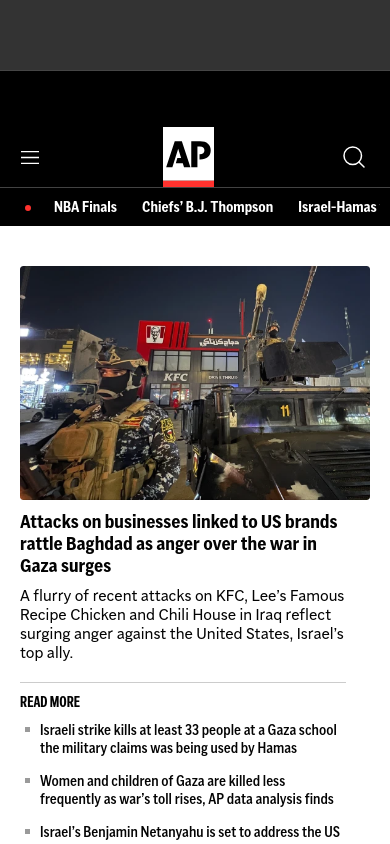 AP
NBA Finals Chiefs' B.J. Thompson Israel-Hamas
KFC
دجاج كنتاكي
KFC
DRIVE THRU
11
Attacks on businesses linked to US brands
rattle Baghdad as anger over the war in
Gaza surges
A flurry of recent attacks on KFC, Lee's Famous
Recipe Chicken and Chili House in Iraq reflect
surging anger against the United States, Israel's
top ally.
READ MORE
Israeli strike kills at least 33 people at a Gaza school
the military claims was being used by Hamas
Women and children of Gaza are killed less
frequently as war's toll rises, AP data analysis finds
Israel's Benjamin Netanyahu is set to address the US